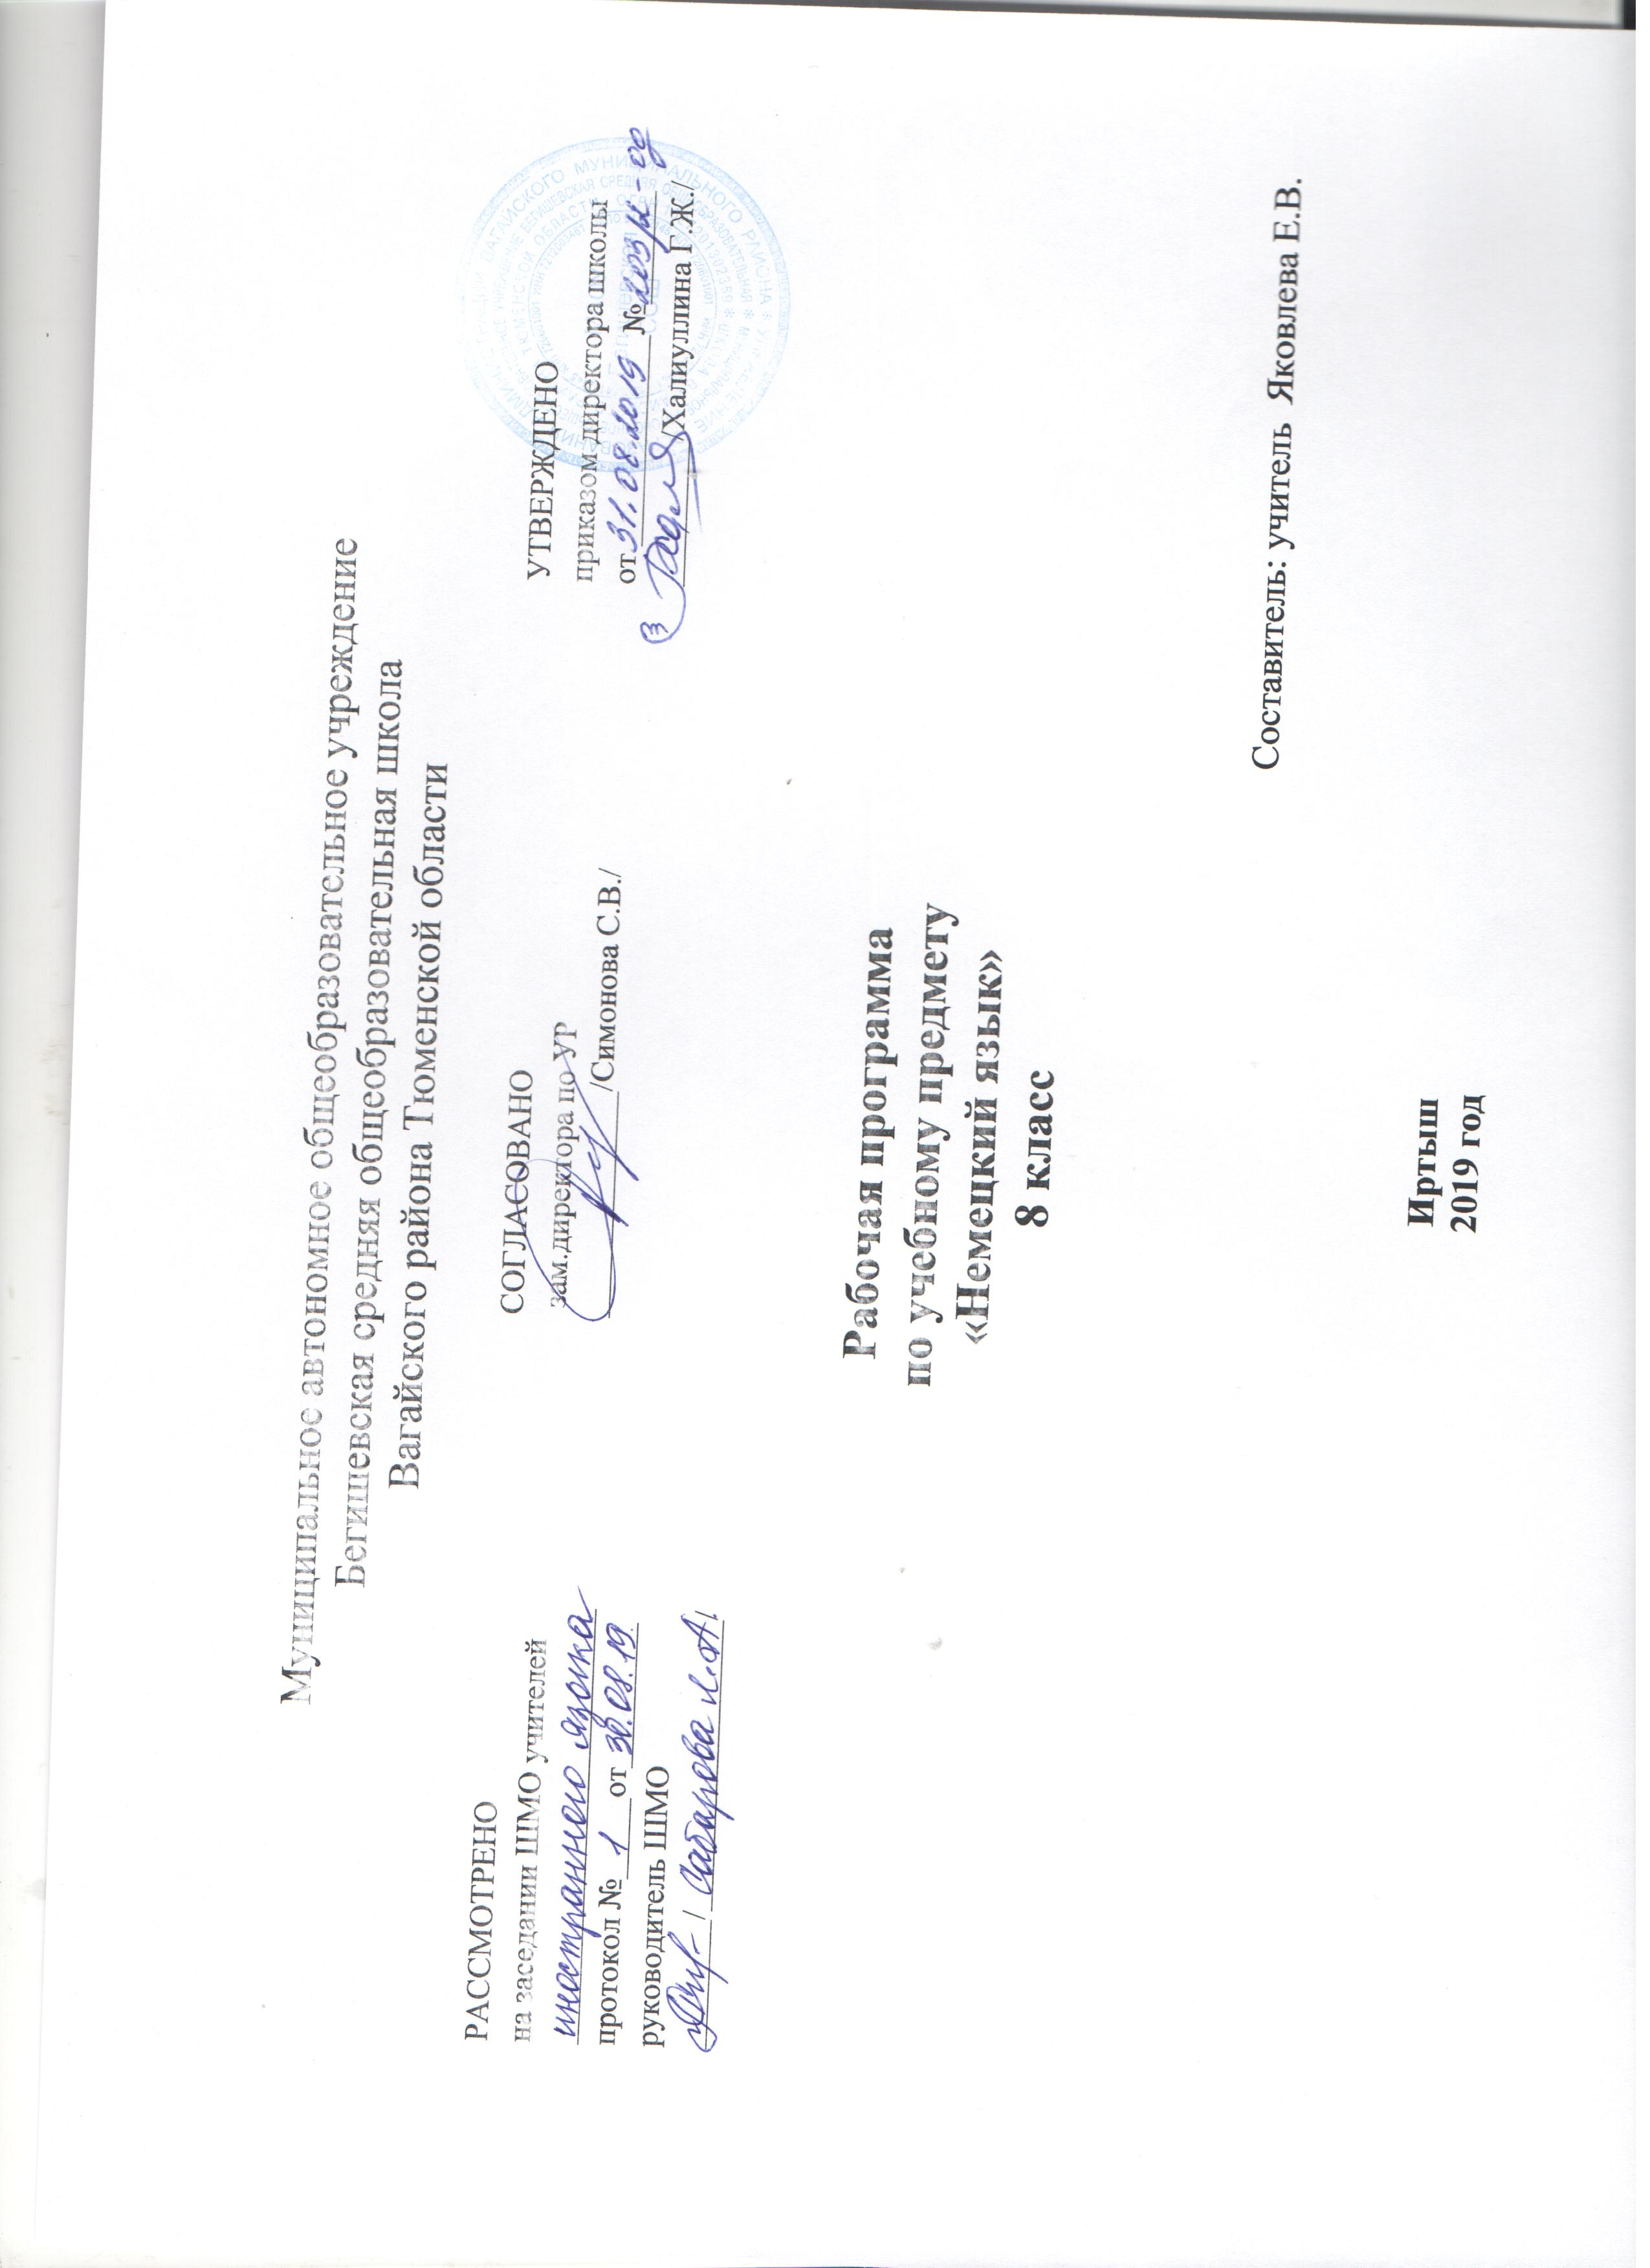 Муниципальное автономное общеобразовательное учреждение
Бегишевская средняя общеобразовательная школа
Вагайского района Тюменской области
РАССМОТРЕНО
на заседании ШМО учителей
иностранного языка
протокол № 1 от 30.08.19
руководитель ШМО
/ Сабарова /
СОГЛАСОВАНО
зам.директора по УР
/Симонова С.В./
УТВЕРЖДЕНО
приказом директора школы
от 31.08.2019 №
/Халиуллина Г.Ж./
Рабочая программа
по учебному предмету
«Немецкий язык»
8 класс
Составитель: учитель Яковлева Е.В.
Иртыш
2019 год